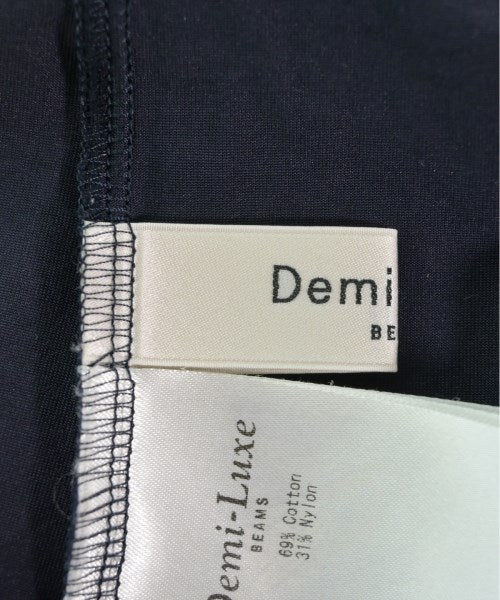 Demi
BE
Demi-Luxe
BEAMS
69% Cotton
31% Nylon